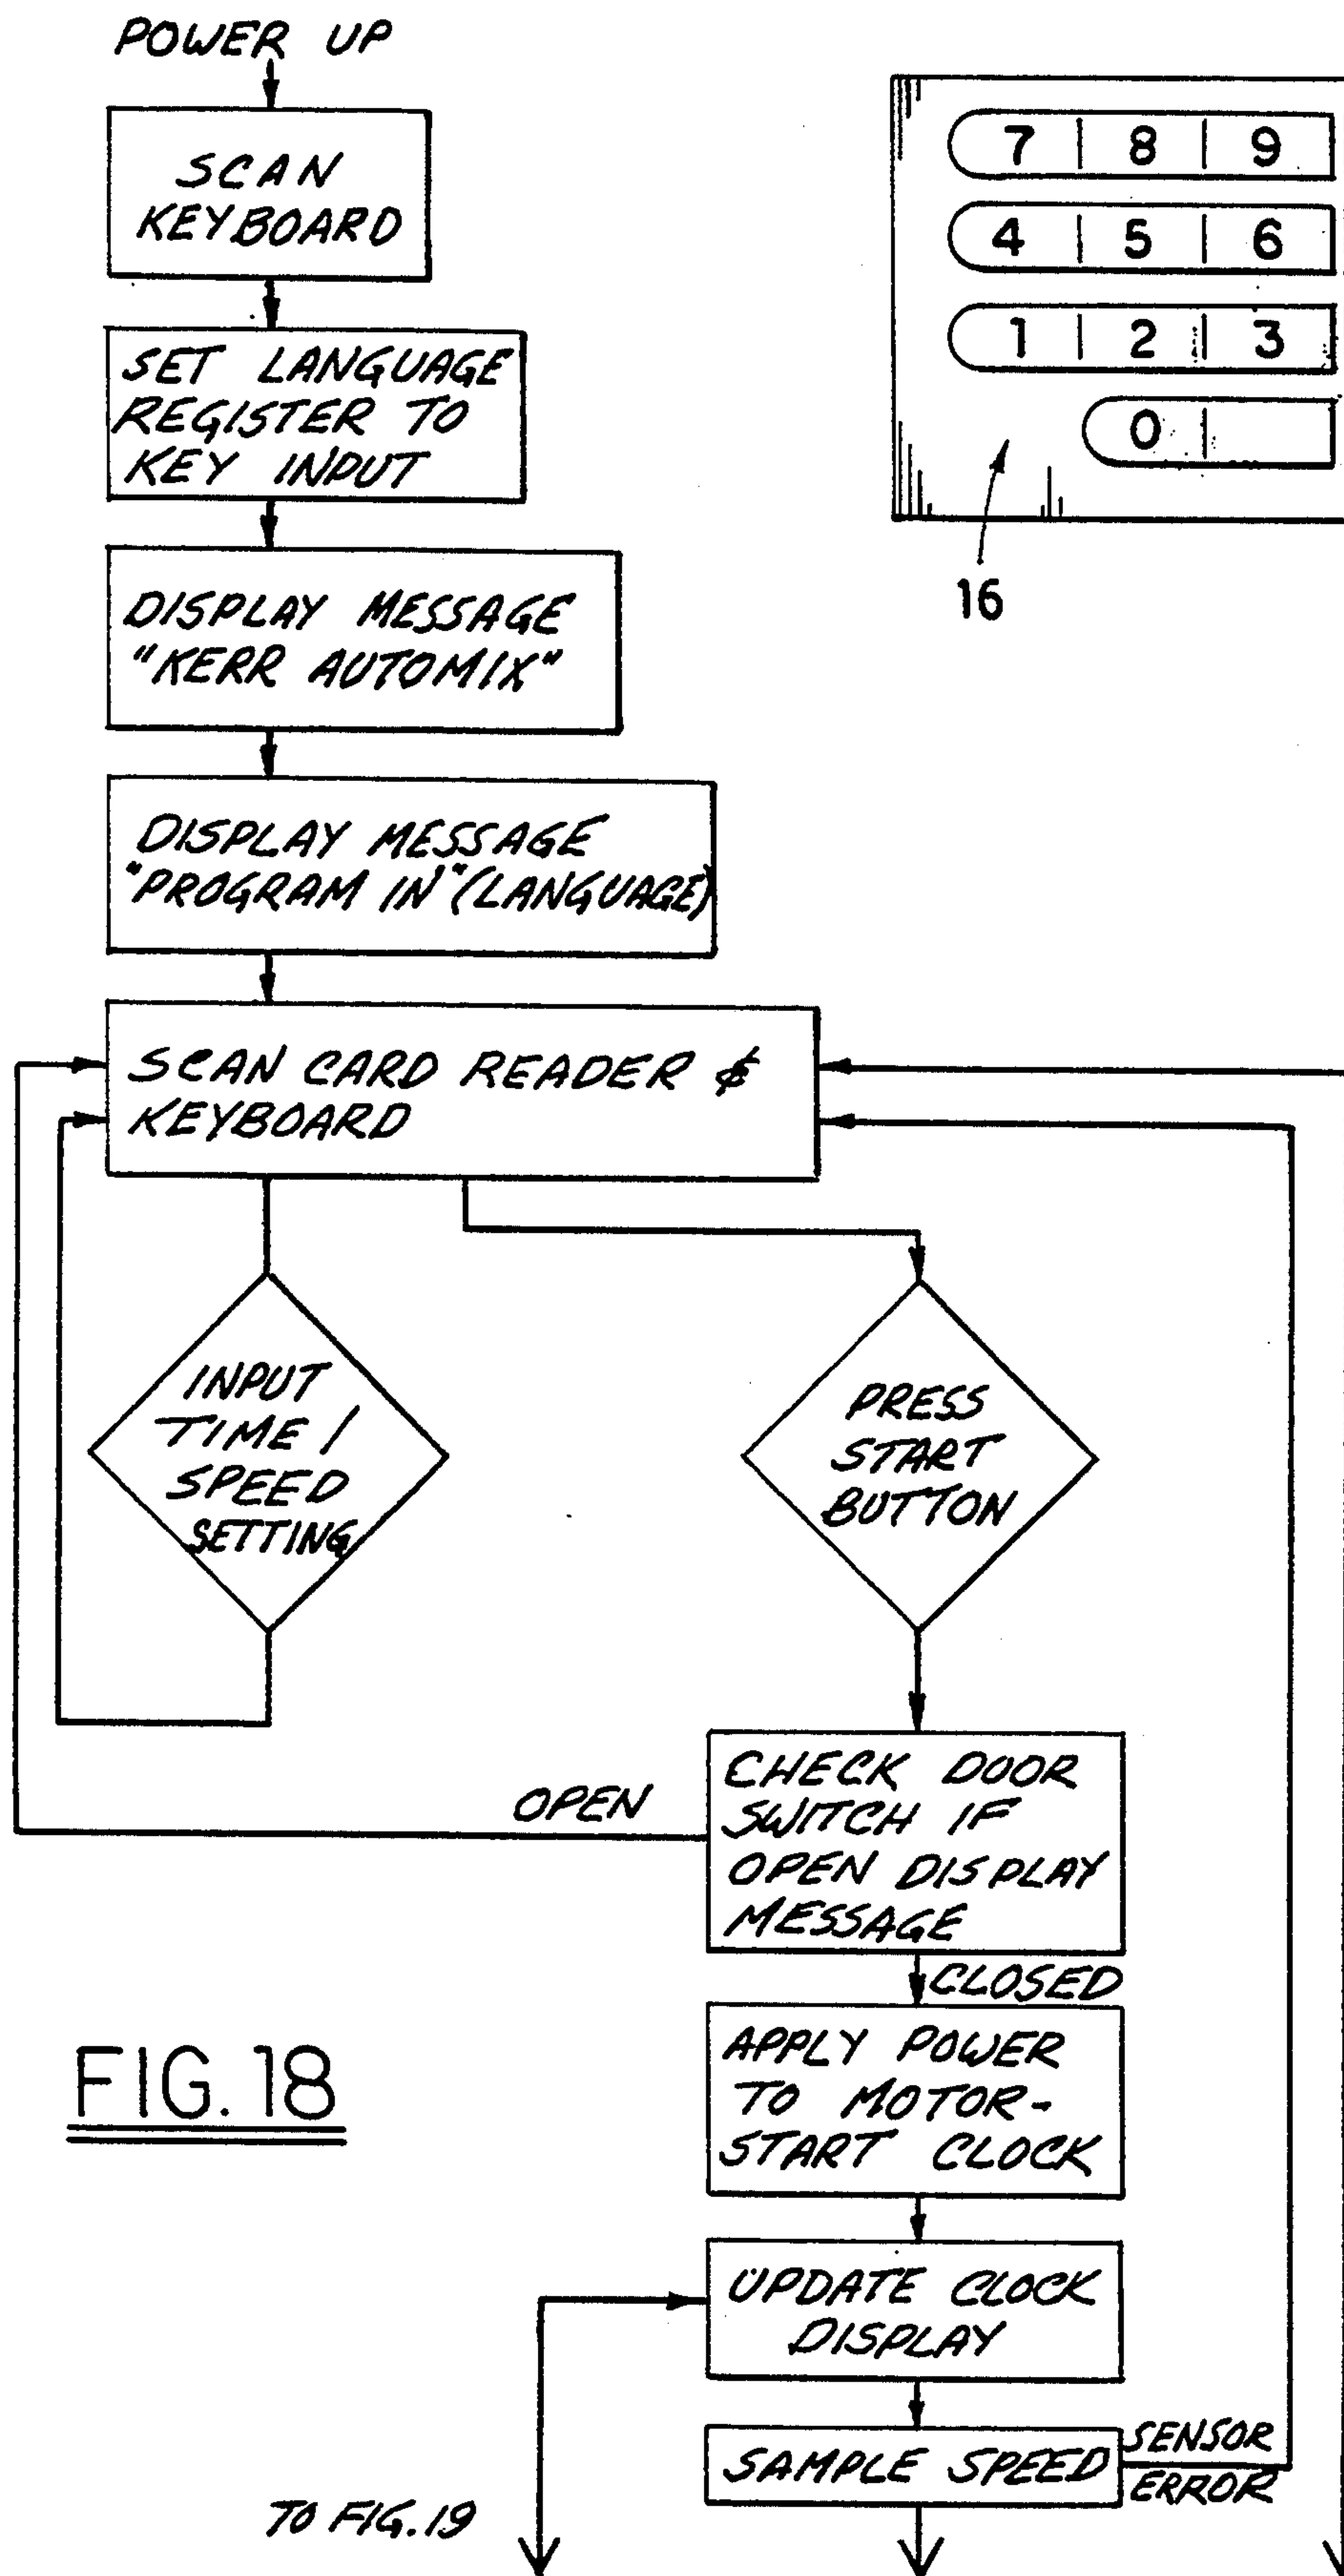 POWER UP
SCAN
KEYBOARD
SET LANGUAGE
REGISTER TO
KEY INPUT
DISPLAY MESSAGE
"KERR AUTOMIX"
DISPLAY MESSAGE
"PROGRAM IN" (LANGUAGE)
SCAN CARD READER &
KEYBOARD
INPUT
TIME /
SPEED
SETTING
PRESS
START
BUTTON
OPEN
CHECK DOOR
SWITCH IF
OPEN DISPLAY
MESSAGE
CLOSED
APPLY POWER
TO MOTOR-
START CLOCK
UPDATE CLOCK
DISPLAY
SAMPLE SPEED
SENSOR
ERROR
TO FIG. 19
FIG. 18
7 8 9
4 5 6
1 2 3
0
16